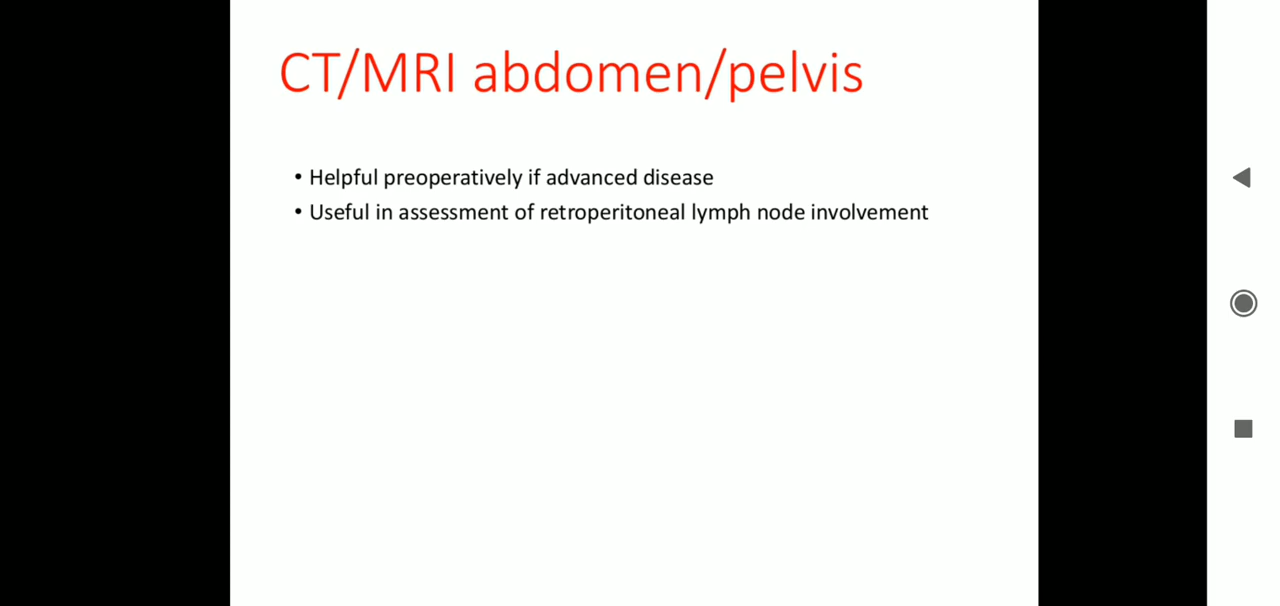 CT/MRI abdomen/pelvis
• Helpful preoperatively if advanced disease
• Useful in assessment of retroperitoneal lymph node involvement